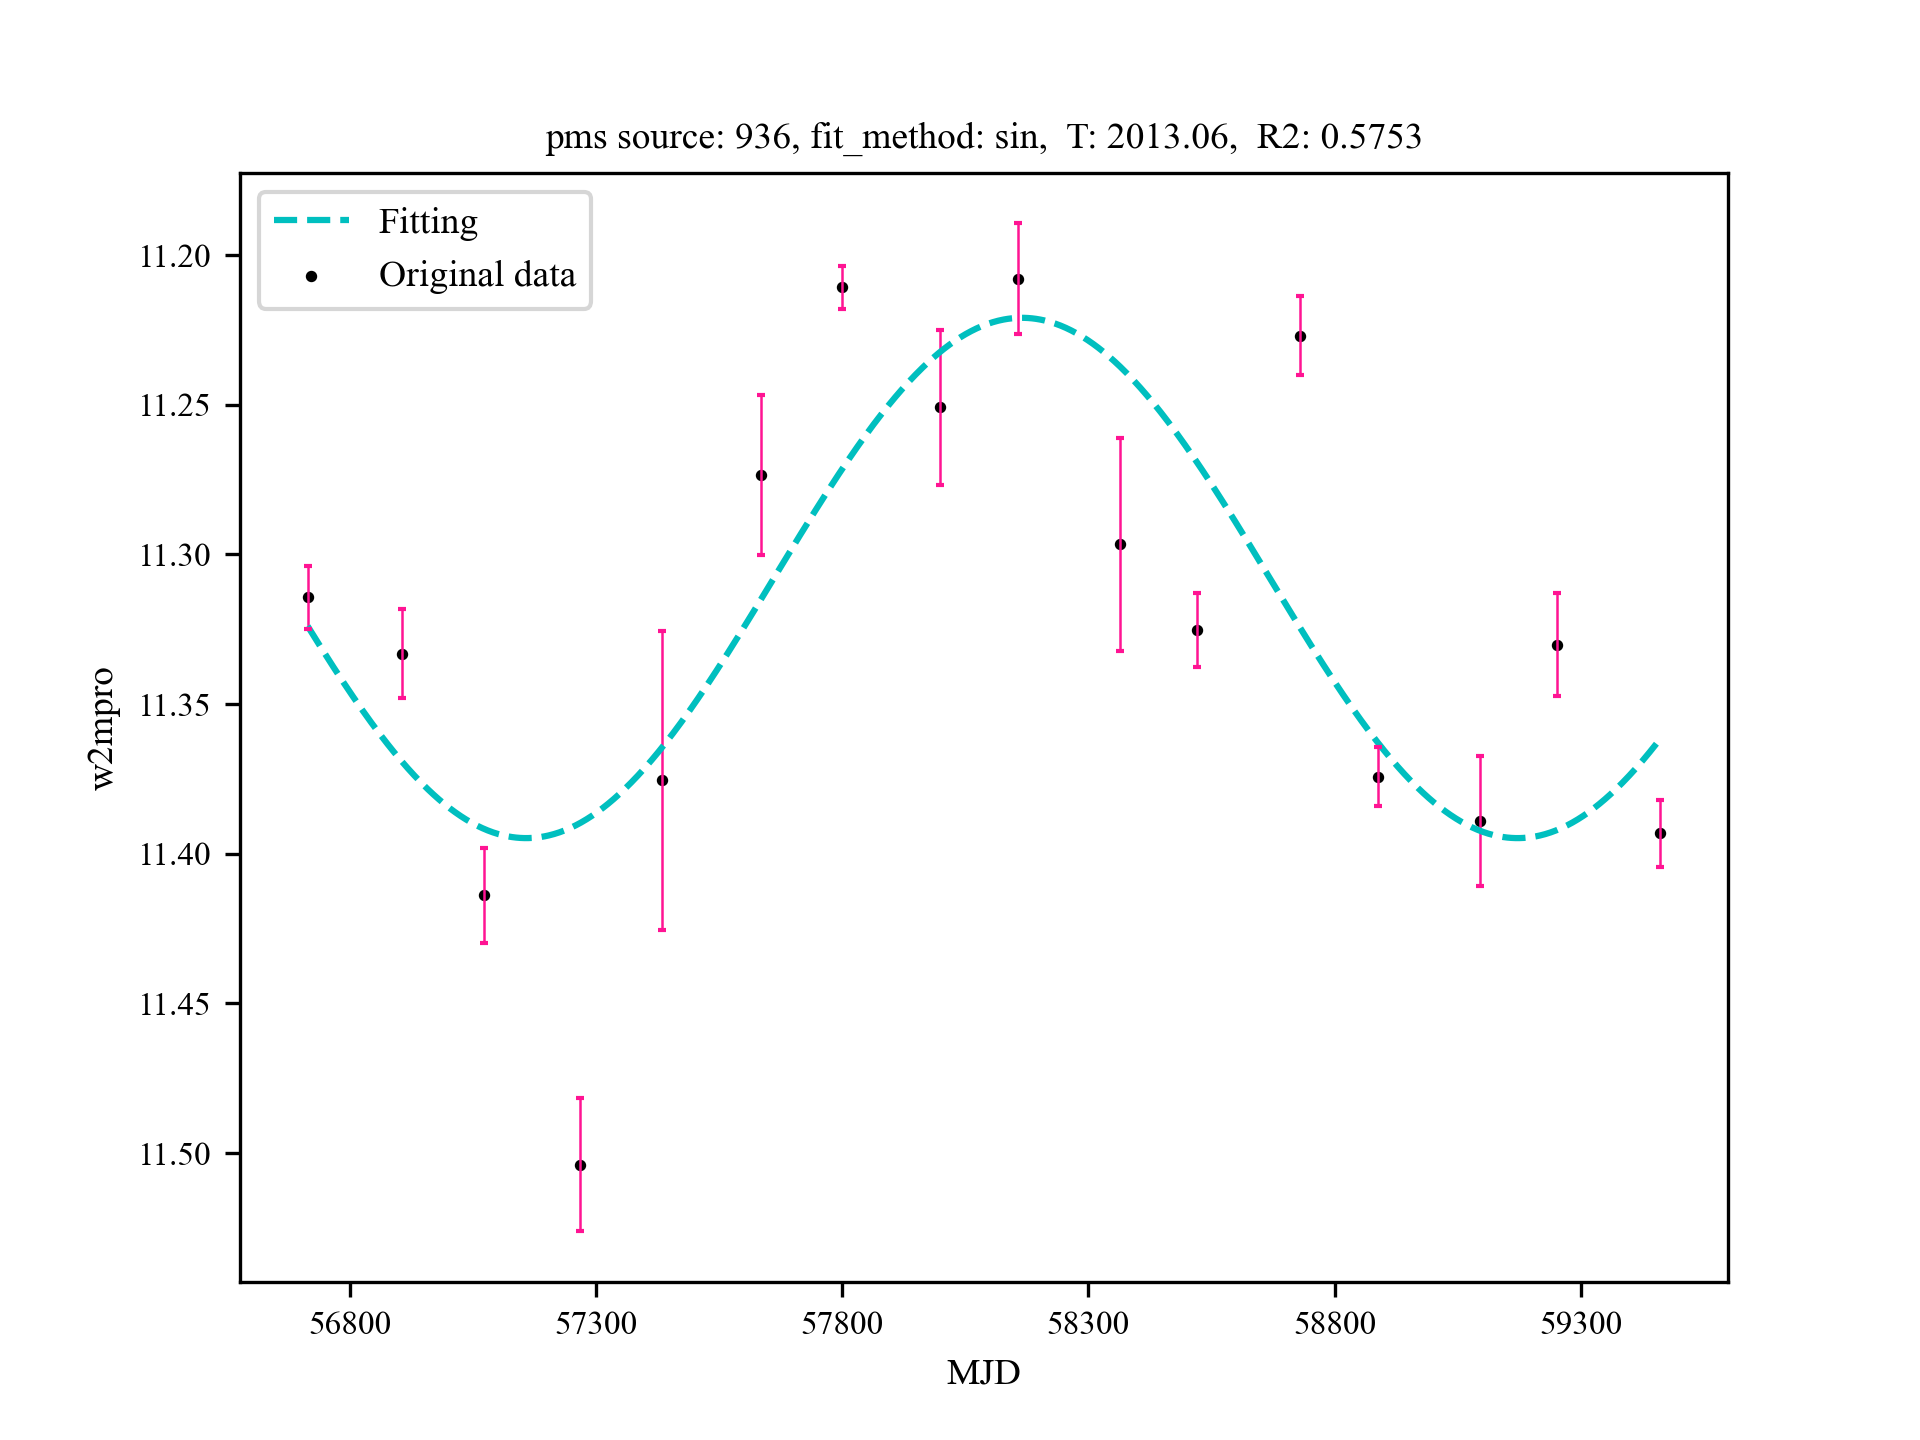 pms source: 936, fit_method: sin,  T: 2013.06,  R2: 0.5753
Fitting
Original data
11.20
11.25
11.30
11.35
11.40
11.45
11.50
w2mpro
56800 57300 57800 58300 58800 59300
MJD